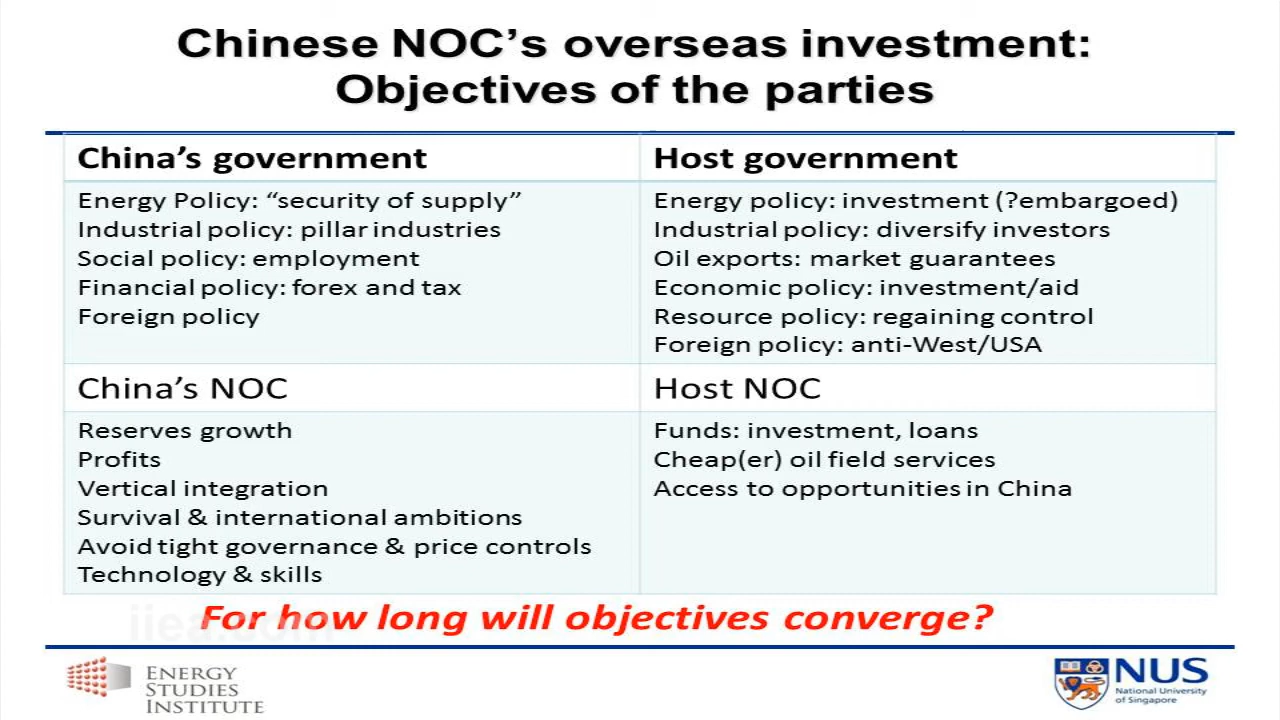 Chinese NOC's overseas investment:
Objectives of the parties
China's government
Host government
Energy Policy: “security of supply”
Industrial policy: pillar industries
Social policy: employment
Financial policy: forex and tax
Foreign policy
Energy policy: investment (?embargoed)
Industrial policy: diversify investors
Oil exports: market guarantees
Economic policy: investment/aid
Resource policy: regaining control
Foreign policy: anti-West/USA
China's NOC
Host NOC
Reserves growth
Profits
Vertical integration
Survival & international ambitions
Avoid tight governance & price controls
Technology & skills
Funds: investment, loans
Cheap(er) oil field services
Access to opportunities in China
For how long will objectives converge?
iiea.com
ENERGY
STUDIES
INSTITUTE
NUS
National University
of Singapore